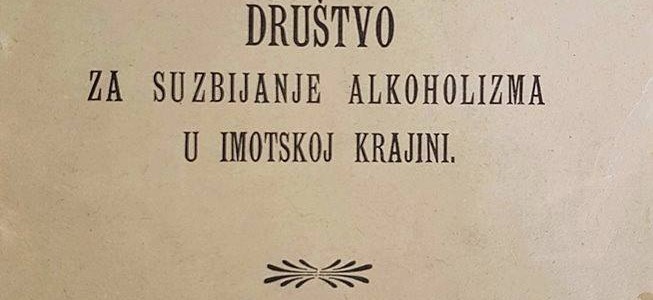 DRUŠTVO
ZA SUZBIJANJE ALKOHOLIZMA
U IMOTSKOJ KRAJINI.